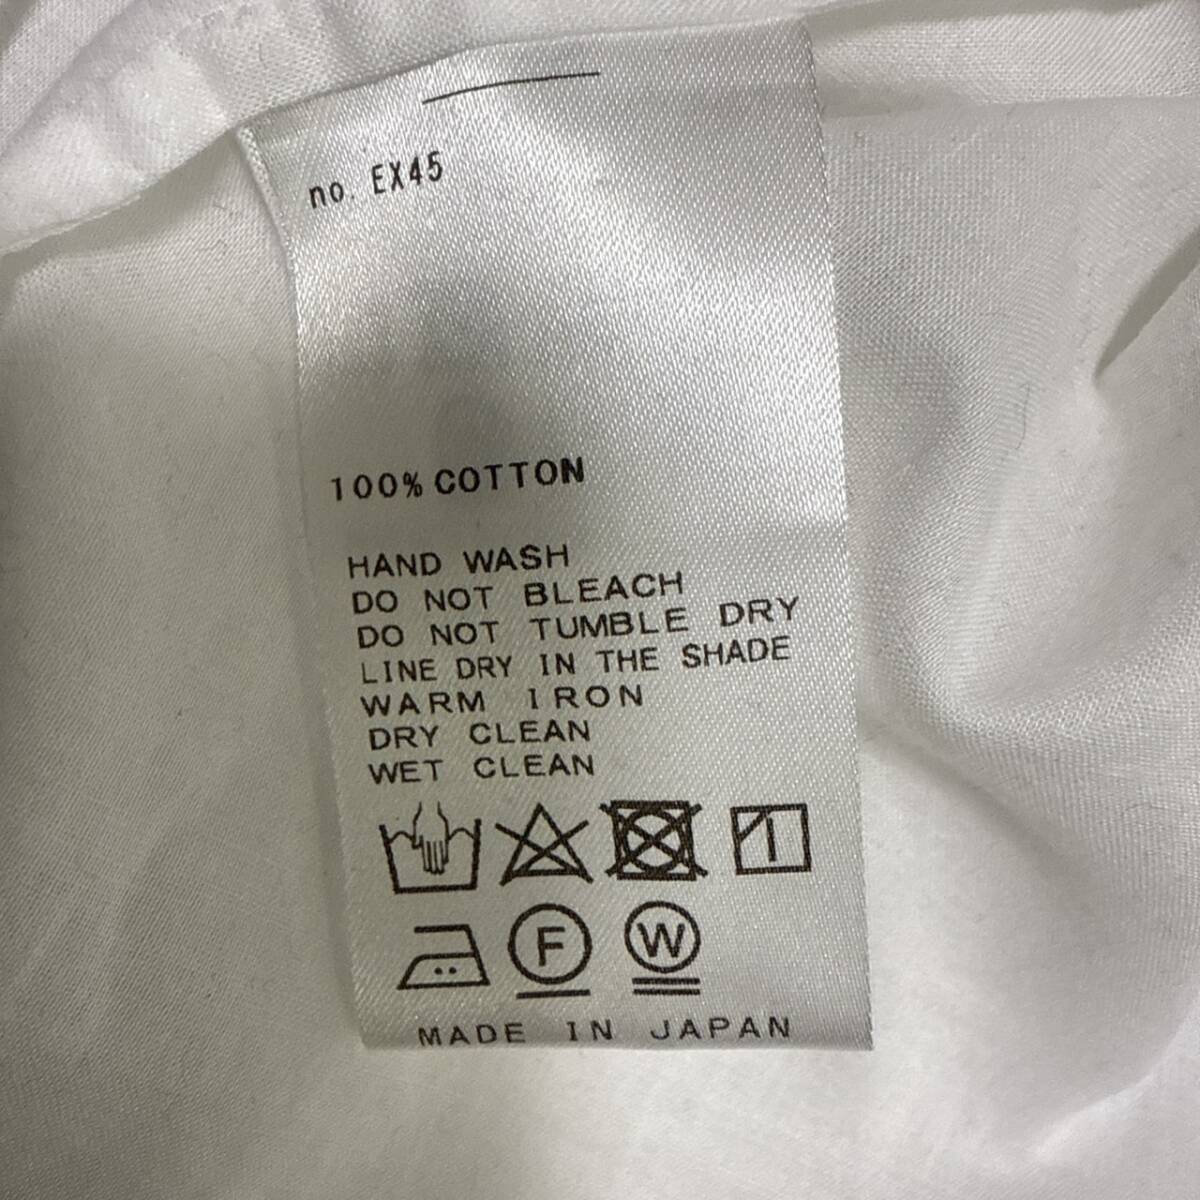 no. EX45
100% COTTON
HAND WASH
DO NOT BLEACH
DO NOT TUMBLE DRY
LINE DRY IN THE SHADE
WARM IRON
DRY CLEAN
WET CLEAN
F W
MADE IN JAPAN